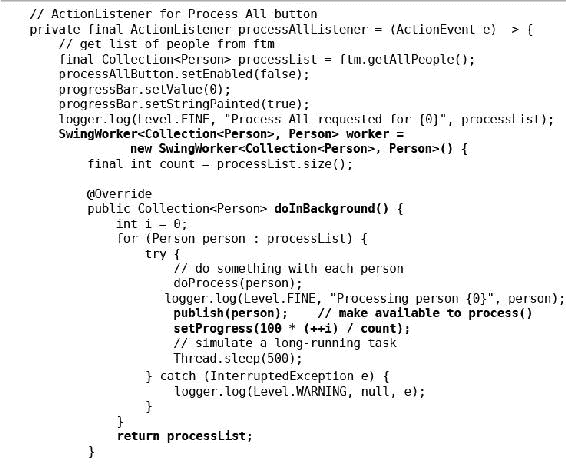 // ActionListener for Process All button
private final ActionListener processAllListener = (ActionEvent e) -> {
// get list of people from ftm
final Collection<Person> processList = ftm.getAllPeople();
processAllButton.setEnabled(false);
progressBar.setValue(0);
progressBar.setStringPainted(true);
logger.log(Level.FINE, "Process All requested for {0}", processList);
SwingWorker<Collection<Person>, Person> worker =
new SwingWorker<Collection<Person>, Person>() {
final int count = processList.size();
@Override
public Collection<Person> doInBackground() {
int i = 0;
for (Person person : processList) {
try {
// do something with each person
doProcess(person);
logger.log(Level.FINE, "Processing person {0}", person);
publish(person); // make available to process()
setProgress(100 * (++i) / count);
// simulate a long-running task
Thread.sleep(500);
} catch (InterruptedException e) {
logger.log(Level.WARNING, null, e);
}
}
return processList;
}